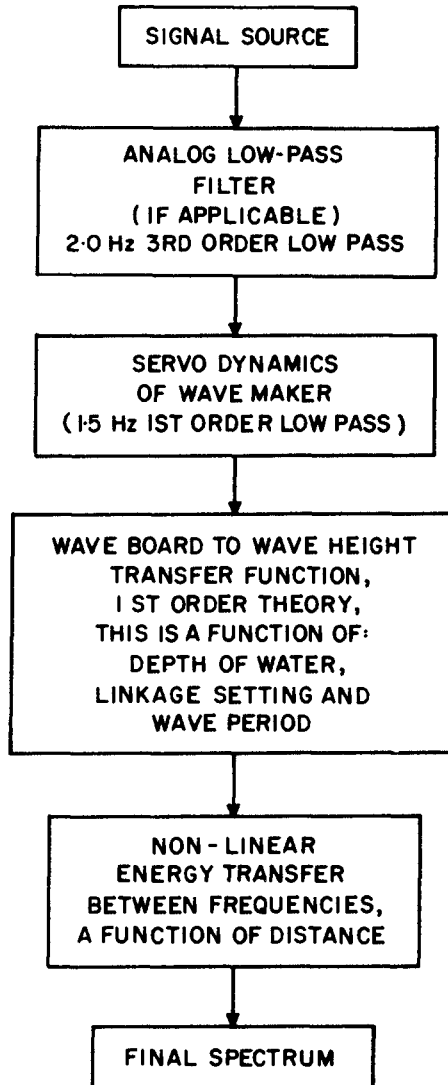 SIGNAL SOURCE
ANALOG LOW-PASS
FILTER
(IF APPLICABLE)
2·0 Hz 3RD ORDER LOW PASS
SERVO DYNAMICS
OF WAVE MAKER
(1·5 Hz 1ST ORDER LOW PASS)
WAVE BOARD TO WAVE HEIGHT
TRANSFER FUNCTION,
1 ST ORDER THEORY,
THIS IS A FUNCTION OF:
DEPTH OF WATER,
LINKAGE SETTING AND
WAVE PERIOD
NON-LINEAR
ENERGY TRANSFER
BETWEEN FREQUENCIES,
A FUNCTION OF DISTANCE
FINAL SPECTRUM